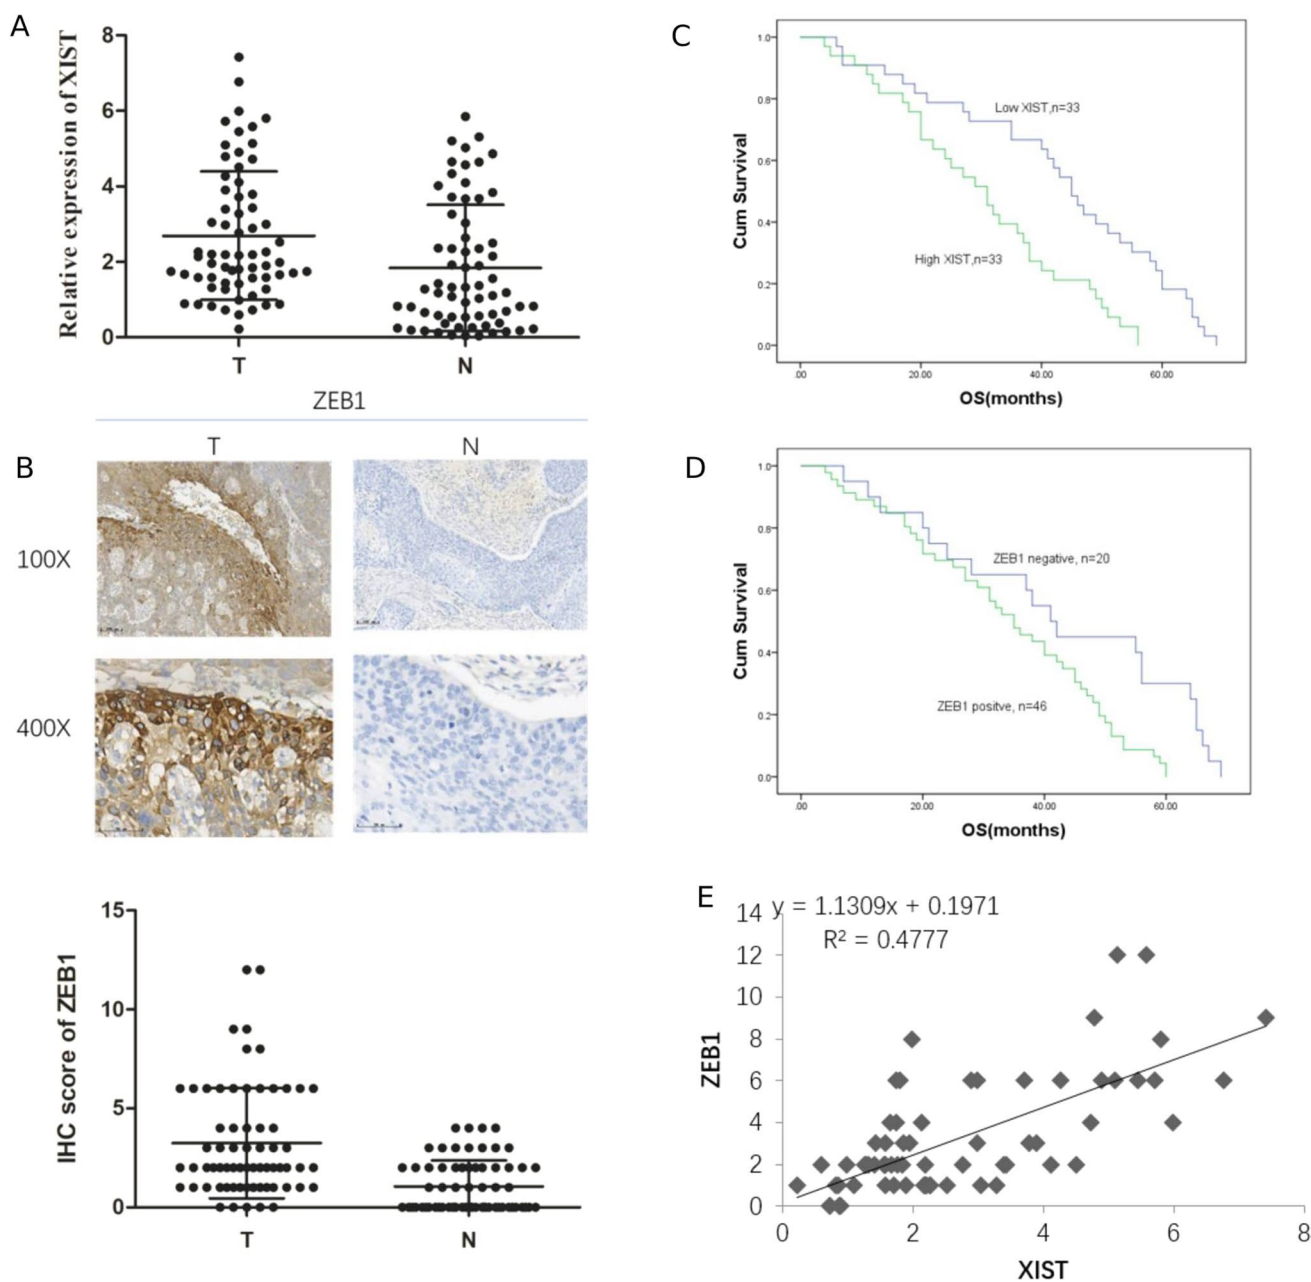 A
Relative expression of XIST
8
6
4
2
0
T
N
ZEB1
T
N
B
100X
400X
IHC score of ZEB1
15
10
5
0
T
N
C
Cum Survival
1.0
0.8
0.6
0.4
0.2
0.0
Low XIST,n=33
High XIST,n=33
.00
20.00
40.00
60.00
OS(months)
D
Cum Survival
1.0
0.8
0.6
0.4
0.2
0.0
ZEB1 negative, n=20
ZEB1 positve, n=46
.00
20.00
40.00
60.00
OS(months)
E
y = 1.1309x + 0.1971
R² = 0.4777
ZEB1
14
12
10
8
6
4
2
0
0
2
4
6
8
XIST